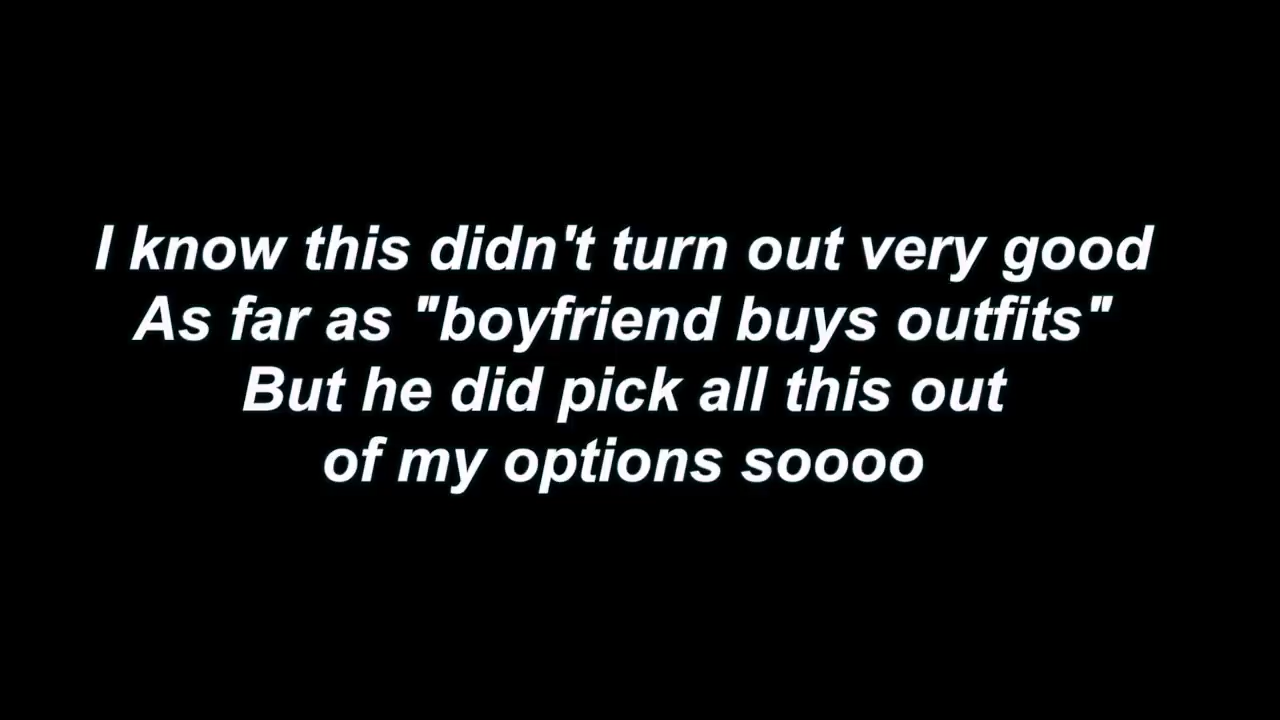 I know this didn't turn out very good
As far as "boyfriend buys outfits"
But he did pick all this out
of my options soooo